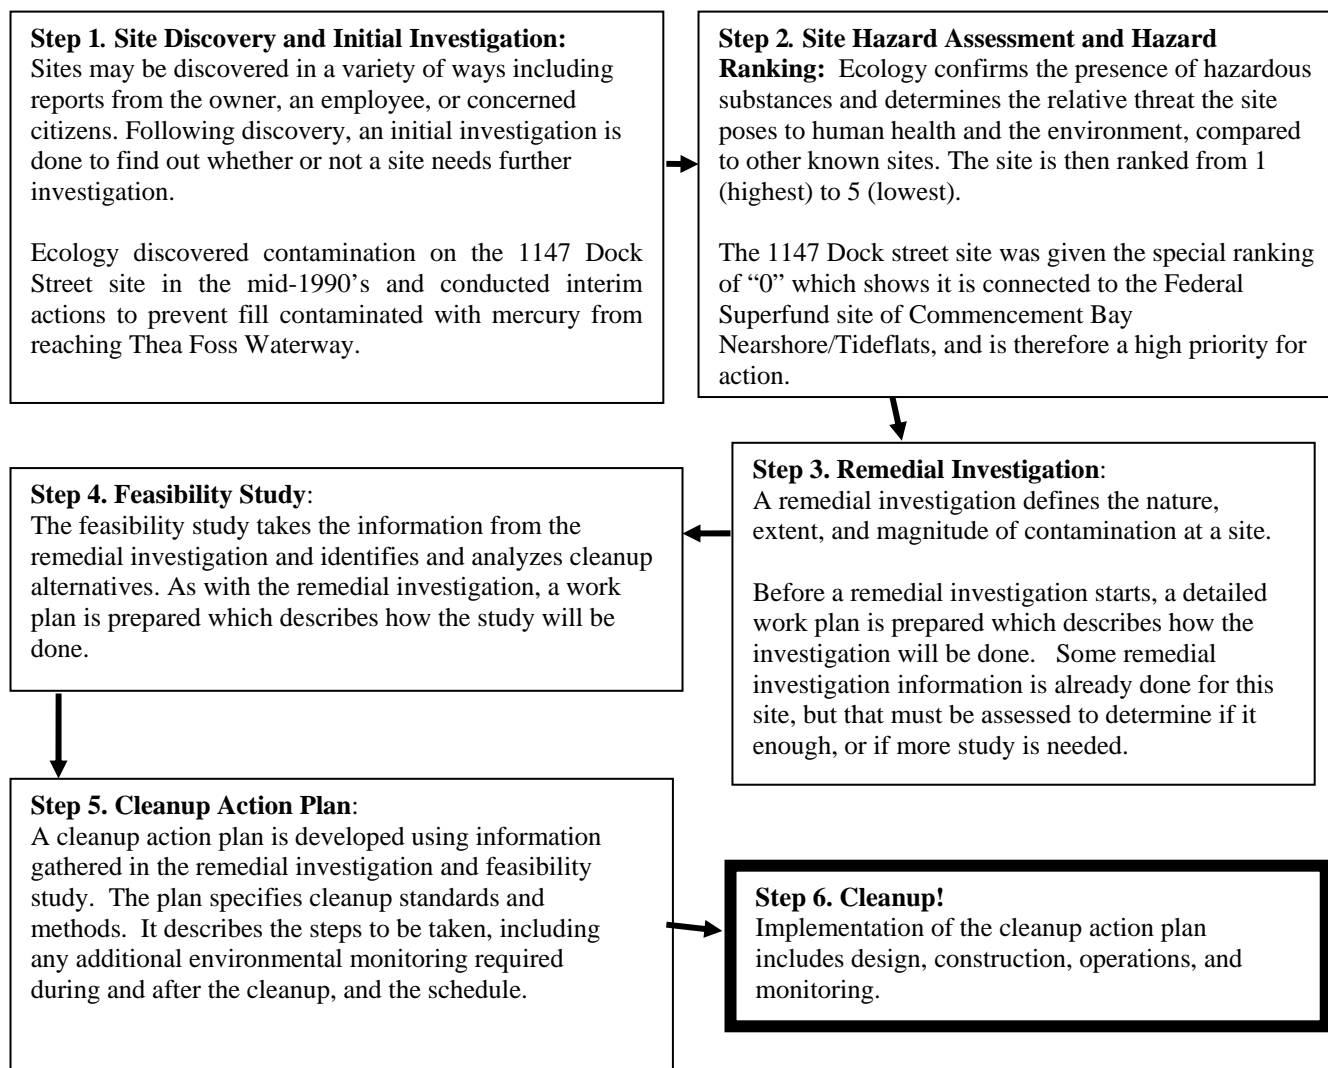 Step 1. Site Discovery and Initial Investigation:
Sites may be discovered in a variety of ways including
reports from the owner, an employee, or concerned
citizens. Following discovery, an initial investigation is
done to find out whether or not a site needs further
investigation.
Ecology discovered contamination on the 1147 Dock
Street site in the mid-1990’s and conducted interim
actions to prevent fill contaminated with mercury from
reaching Thea Foss Waterway.
Step 2. Site Hazard Assessment and Hazard
Ranking: Ecology confirms the presence of hazardous
substances and determines the relative threat the site
poses to human health and the environment, compared
to other known sites. The site is then ranked from 1
(highest) to 5 (lowest).
The 1147 Dock street site was given the special ranking
of “0” which shows it is connected to the Federal
Superfund site of Commencement Bay
Nearshore/Tideflats, and is therefore a high priority for
action.
Step 3. Remedial Investigation:
A remedial investigation defines the nature,
extent, and magnitude of contamination at a site.
Before a remedial investigation starts, a detailed
work plan is prepared which describes how the
investigation will be done. Some remedial
investigation information is already done for this
site, but that must be assessed to determine if it
enough, or if more study is needed.
Step 4. Feasibility Study:
The feasibility study takes the information from the
remedial investigation and identifies and analyzes cleanup
alternatives. As with the remedial investigation, a work
plan is prepared which describes how the study will be
done.
Step 5. Cleanup Action Plan:
A cleanup action plan is developed using information
gathered in the remedial investigation and feasibility
study. The plan specifies cleanup standards and
methods. It describes the steps to be taken, including
any additional environmental monitoring required
during and after the cleanup, and the schedule.
Step 6. Cleanup!
Implementation of the cleanup action plan
includes design, construction, operations, and
monitoring.